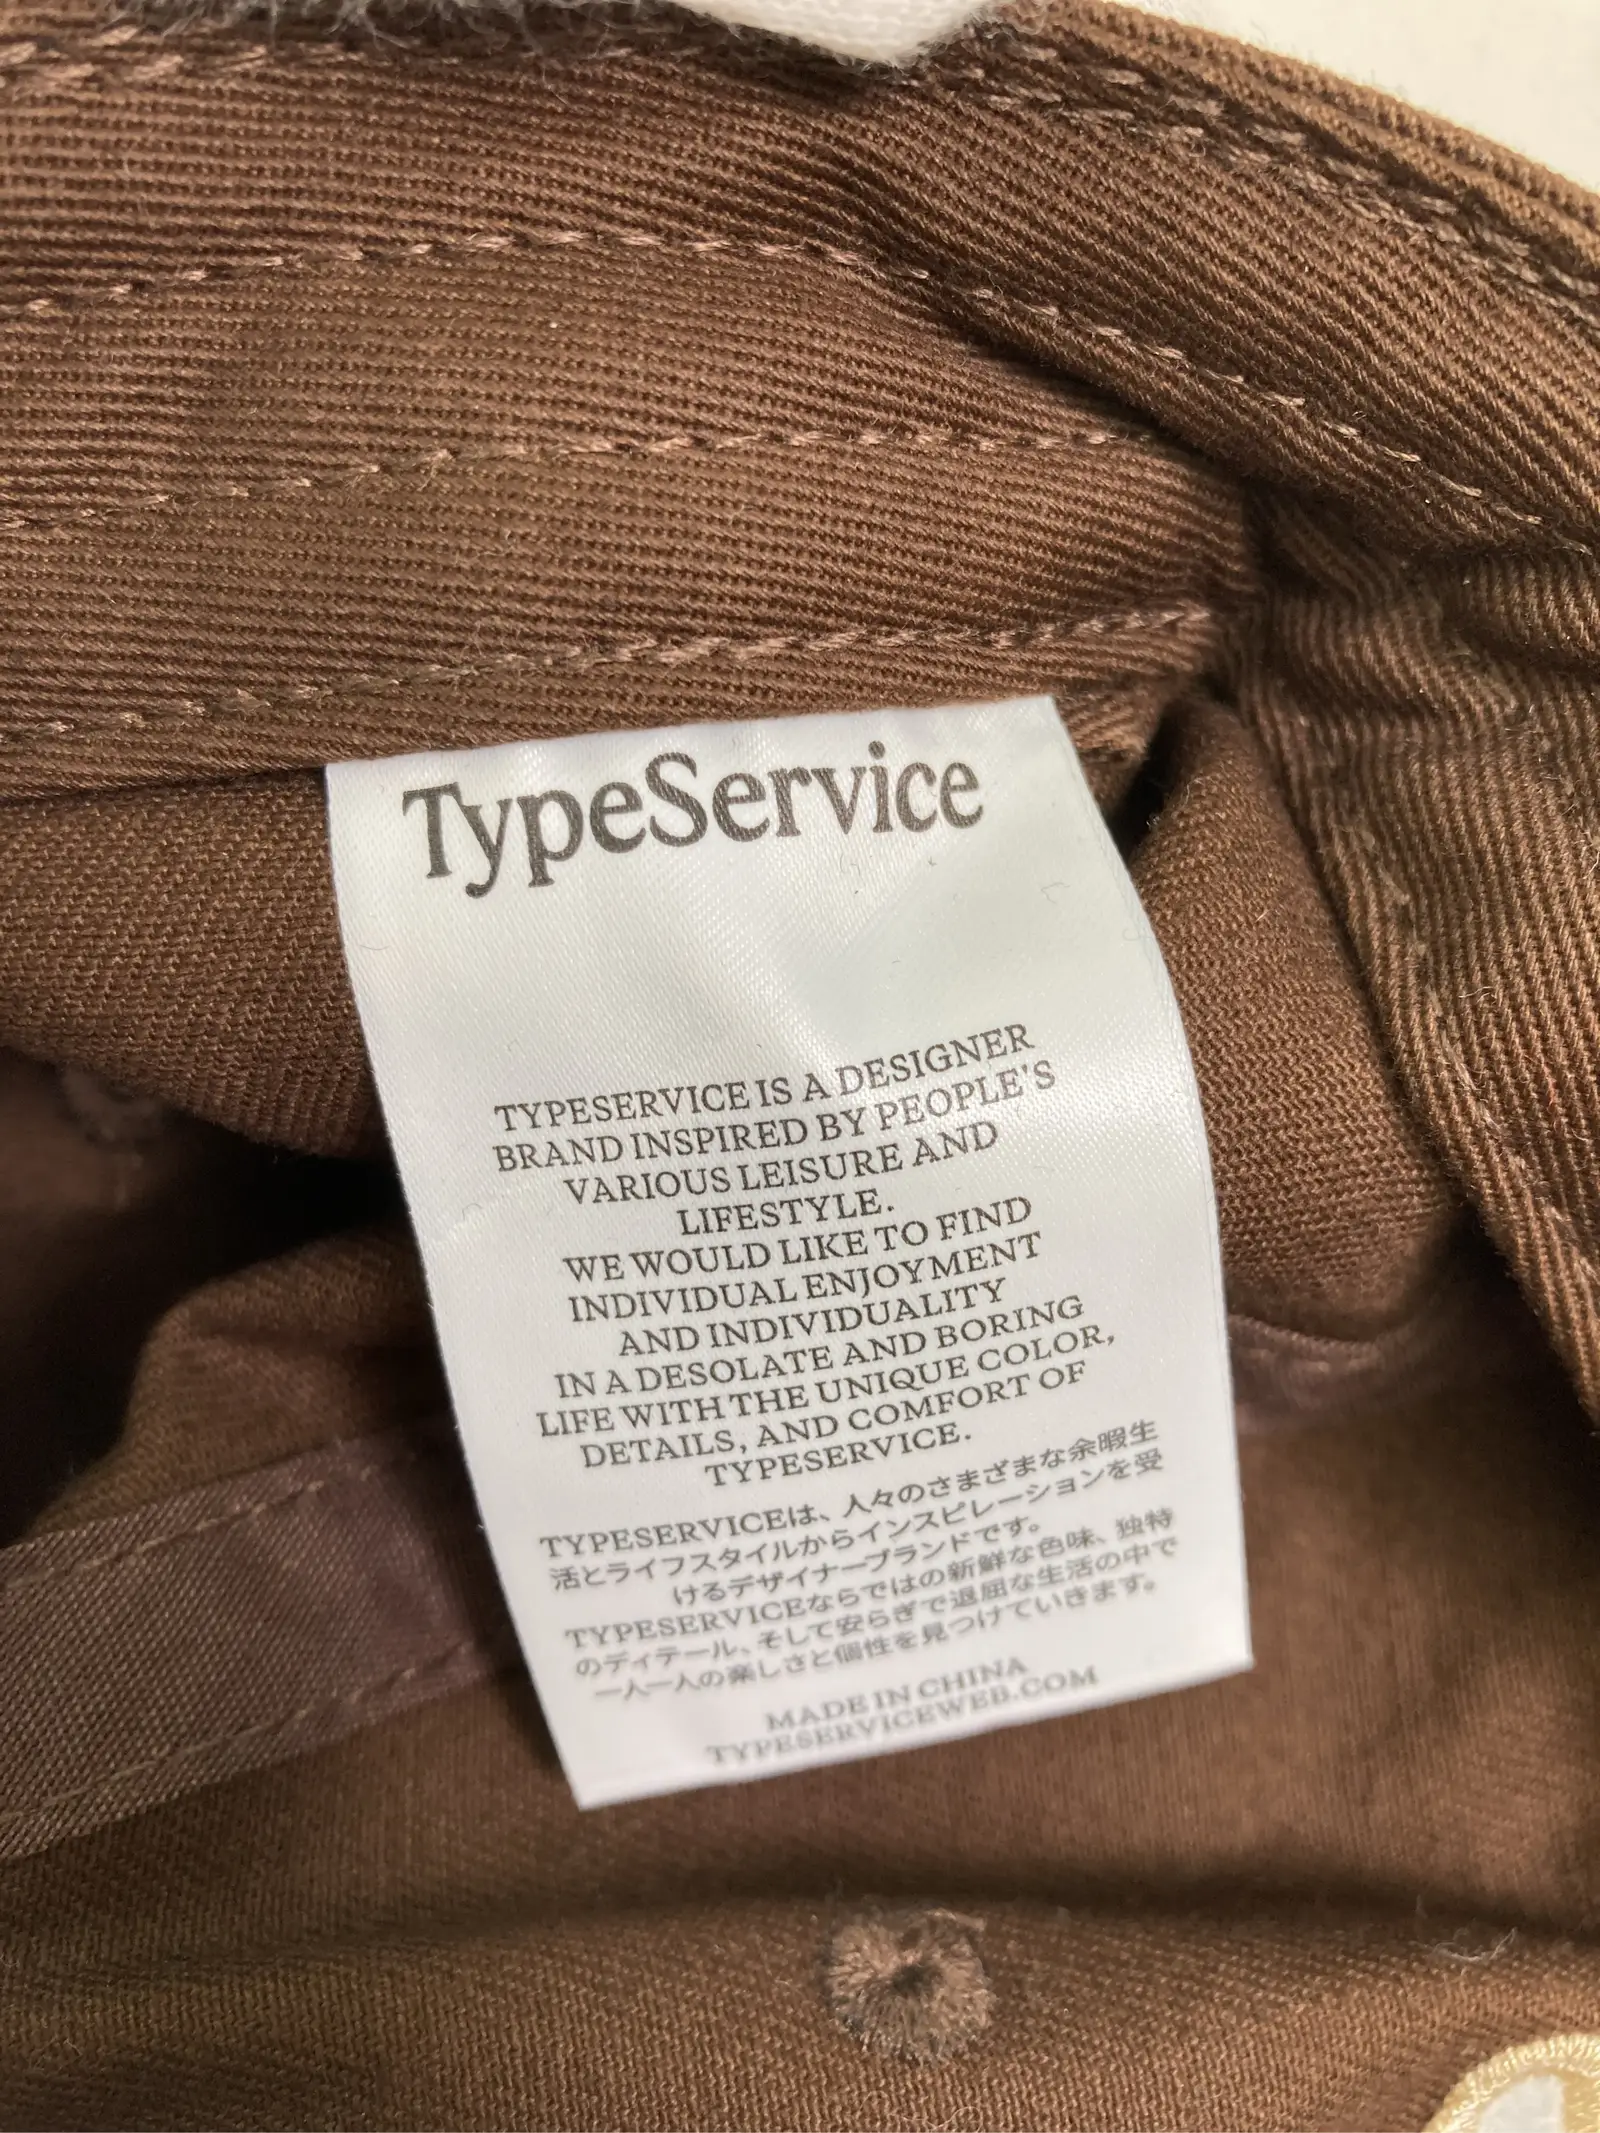 TypeService
TYPESERVICE IS A DESIGNER
BRAND INSPIRED BY PEOPLE'S
VARIOUS LEISURE AND
LIFESTYLE.
WE WOULD LIKE TO FIND
INDIVIDUAL ENJOYMENT
AND INDIVIDUALITY
IN A DESOLATE AND BORING
LIFE WITH THE UNIQUE COLOR,
DETAILS, AND COMFORT OF
TYPESERVICE.
TYPESERVICEは、人々のさまざまな余暇生
活とライフスタイルからインスピレーションを受
けるデザイナーブランドです。
TYPESERVICEならではの新鮮な色味、独特
のディテール、そして安らぎで退屈な生活の中で
一人一人の楽しさと個性を見つけていきます。
MADE IN CHINA
TYPESERVICEWEB.COM